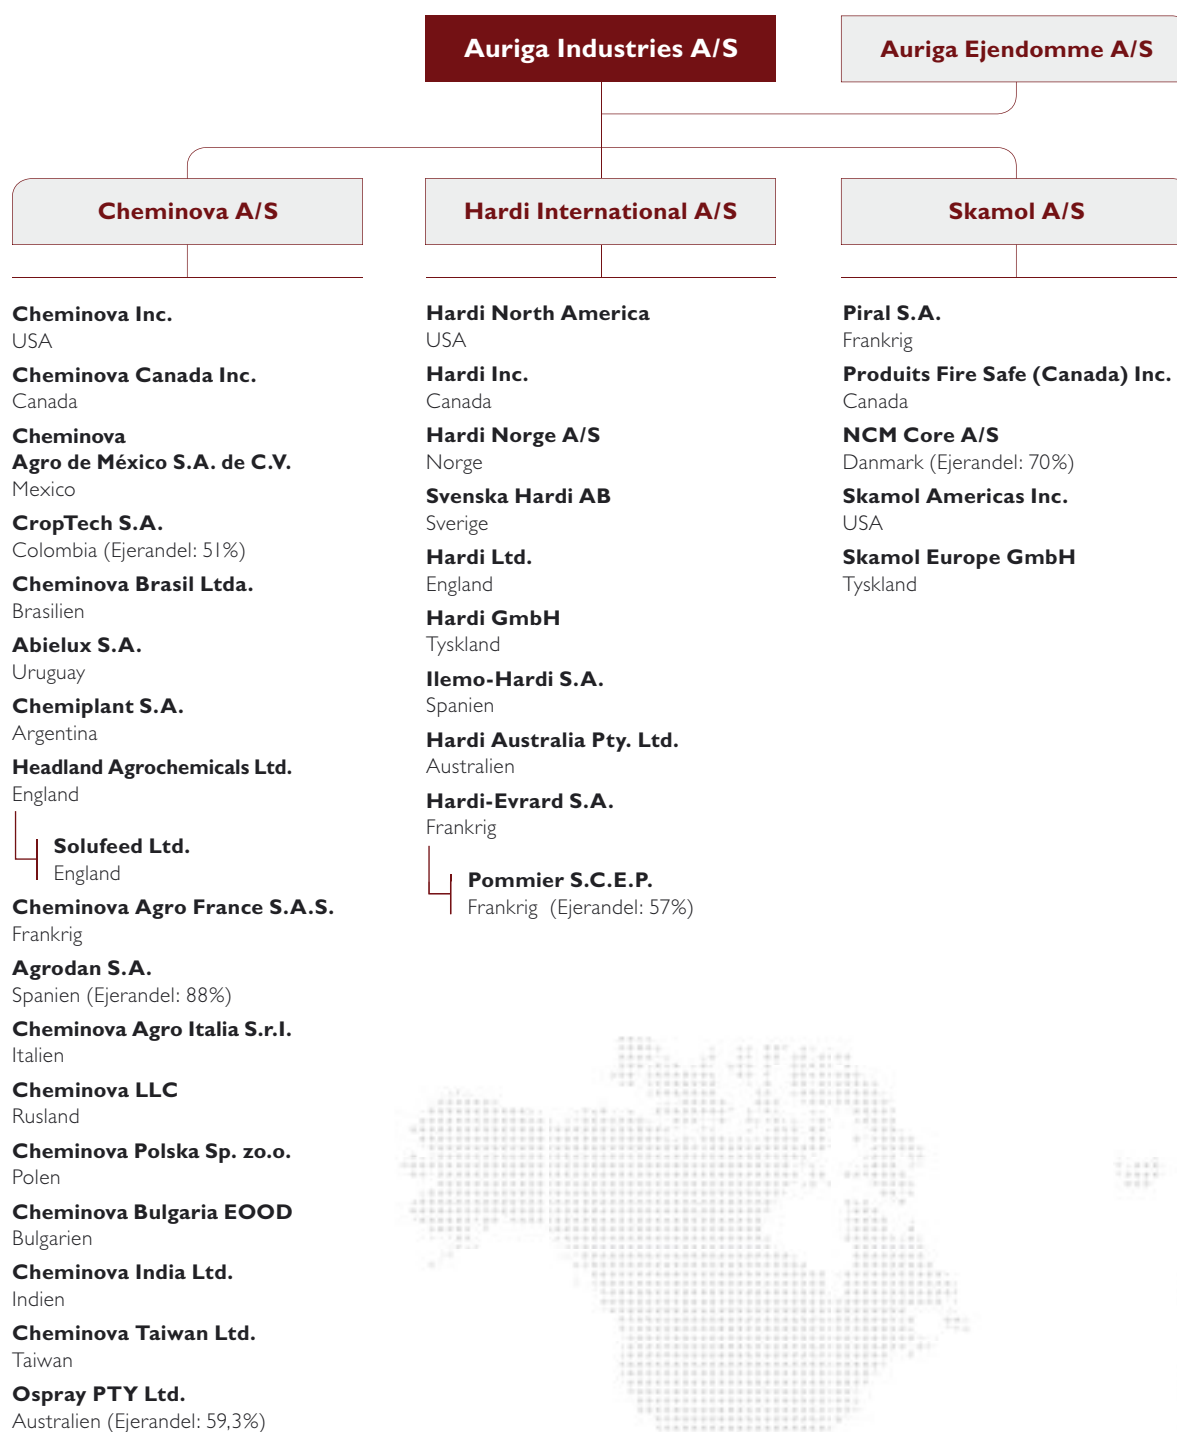 Auriga Industries A/S
Auriga Ejendomme A/S
Cheminova A/S
Hardi International A/S
Skamol A/S
Cheminova Inc.
USA
Cheminova Canada Inc.
Canada
Cheminova
Agro de México S.A. de C.V.
Mexico
CropTech S.A.
Colombia (Ejerandel: 51%)
Cheminova Brasil Ltda.
Brasilien
Abielux S.A.
Uruguay
Chemiplant S.A.
Argentina
Headland Agrochemicals Ltd.
England
Solufeed Ltd.
England
Cheminova Agro France S.A.S.
Frankrig
Agrodan S.A.
Spanien (Ejerandel: 88%)
Cheminova Agro Italia S.r.l.
Italien
Cheminova LLC
Rusland
Cheminova Polska Sp. zo.o.
Polen
Cheminova Bulgaria EOOD
Bulgarien
Cheminova India Ltd.
Indien
Cheminova Taiwan Ltd.
Taiwan
Ospray PTY Ltd.
Australien (Ejerandel: 59,3%)
Hardi North America
USA
Hardi Inc.
Canada
Hardi Norge A/S
Norge
Svenska Hardi AB
Sverige
Hardi Ltd.
England
Hardi GmbH
Tyskland
Ilemo-Hardi S.A.
Spanien
Hardi Australia Pty. Ltd.
Australien
Hardi-Evrard S.A.
Frankrig
Pommier S.C.E.P.
Frankrig (Ejerandel: 57%)
Piral S.A.
Frankrig
Produits Fire Safe (Canada) Inc.
Canada
NCM Core A/S
Danmark (Ejerandel: 70%)
Skamol Americas Inc.
USA
Skamol Europe GmbH
Tyskland